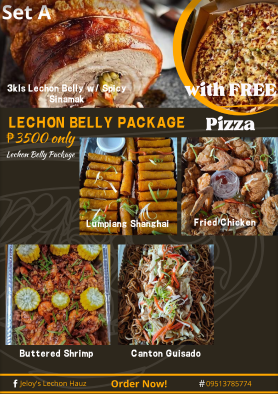 Set A
3kls Lechon Belly w/ Spicy
Sinamak
with FREE
Pizza
LECHON BELLY PACKAGE
₱3500 only
Lechon Belly Package
Lumpians Shanghai
Fried Chicken
Buttered Shrimp
Canton Guisado
Jeloy's Lechon Hauz
Order Now!
#09513785774